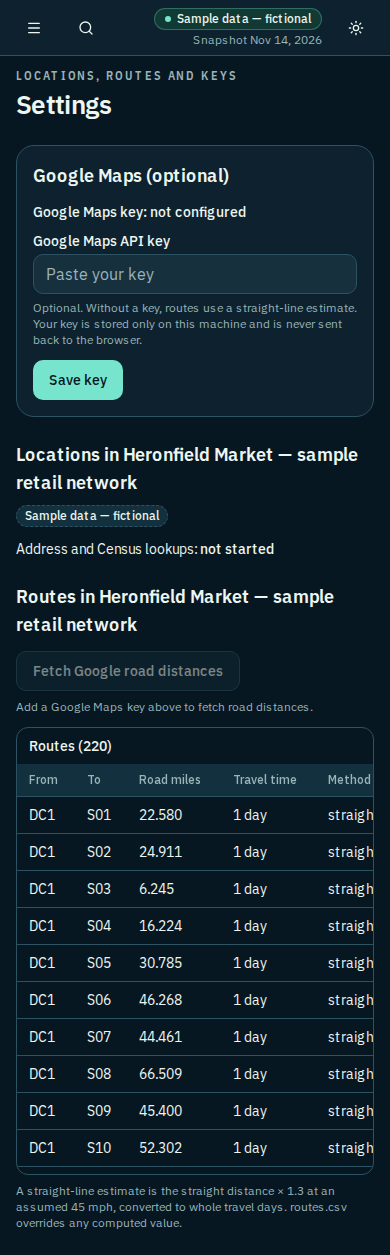 Sample data — fictional
Snapshot Nov 14, 2026
LOCATIONS, ROUTES AND KEYS
Settings
Google Maps (optional)
Google Maps key: not configured
Google Maps API key
Paste your key
Optional. Without a key, routes use a straight-line estimate.
Your key is stored only on this machine and is never sent
back to the browser.
Save key
Locations in Heronfield Market — sample
retail network
Sample data — fictional
Address and Census lookups: not started
Routes in Heronfield Market — sample
retail network
Fetch Google road distances
Add a Google Maps key above to fetch road distances.
Routes (220)
From To Road miles Travel time Method
DC1 S01 22.580 1 day straigh
DC1 S02 24.911 1 day straigh
DC1 S03 6.245 1 day straigh
DC1 S04 16.224 1 day straigh
DC1 S05 30.785 1 day straigh
DC1 S06 46.268 1 day straigh
DC1 S07 44.461 1 day straigh
DC1 S08 66.509 1 day straigh
DC1 S09 45.400 1 day straigh
DC1 S10 52.302 1 day straigh
A straight-line estimate is the straight distance × 1.3 at an
assumed 45 mph, converted to whole travel days. routes.csv
overrides any computed value.